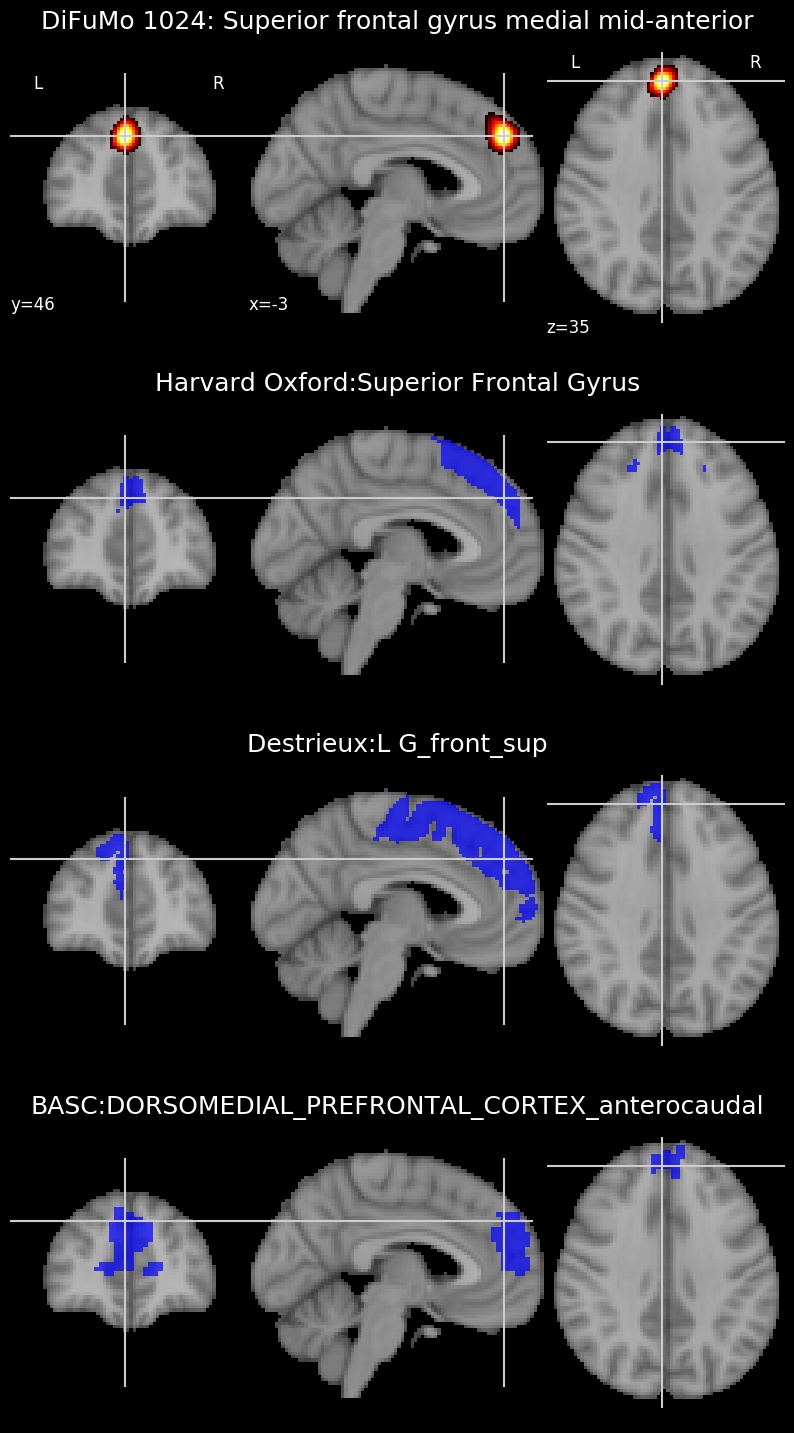 DiFuMo 1024: Superior frontal gyrus medial mid-anterior
L R L R
y=46 x=-3 z=35
Harvard Oxford:Superior Frontal Gyrus
Destrieux:L G_front_sup
BASC:DORSOMEDIAL_PREFRONTAL_CORTEX_anterocaudal